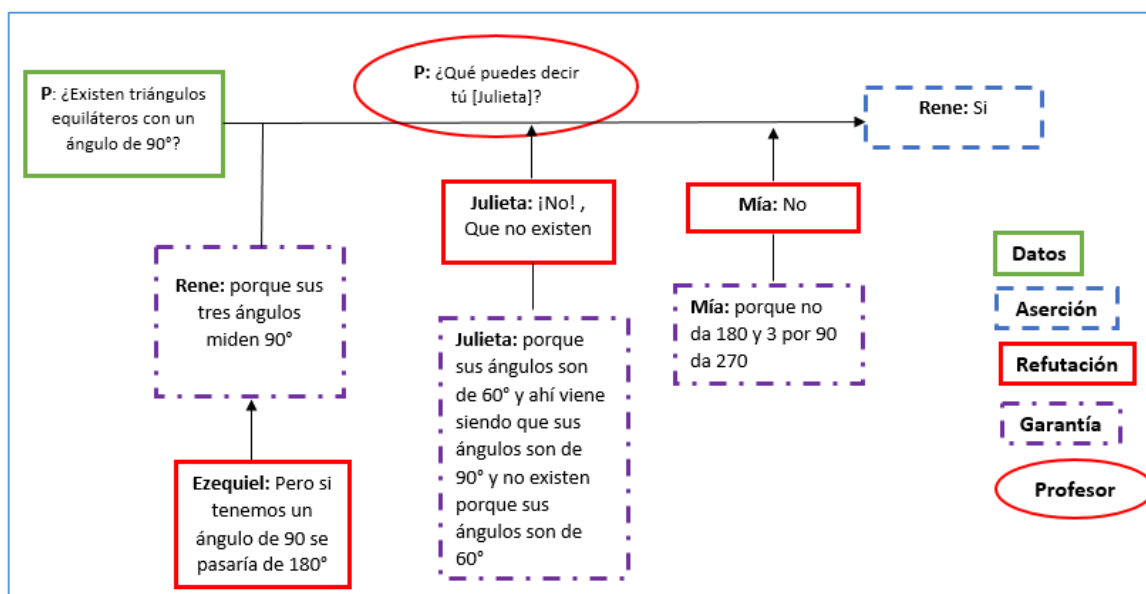 P: ¿Existen triángulos
equiláteros con un
ángulo de 90°?
P: ¿Qué puedes decir
tú [Julieta]?
Rene: Si
Julieta: ¡No! ,
Que no existen
Mía: No
Rene: porque sus
tres ángulos
miden 90°
Julieta: porque
sus ángulos son
de 60° y ahí viene
siendo que sus
ángulos son de
90° y no existen
porque sus
ángulos son de
60°
Mía: porque no
da 180 y 3 por 90
da 270
Ezequiel: Pero si
tenemos un
ángulo de 90 se
pasaría de 180°
Datos
Aserción
Refutación
Garantía
Profesor